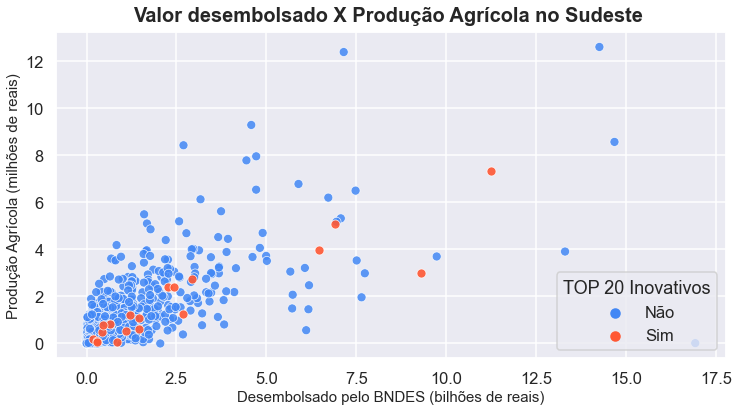 Valor desembolsado X Produção Agrícola no Sudeste
Produção Agrícola (milhões de reais)
12
10
8
6
4
2
0
TOP 20 Inovativos
Não
Sim
0.0 2.5 5.0 7.5 10.0 12.5 15.0 17.5
Desembolsado pelo BNDES (bilhões de reais)